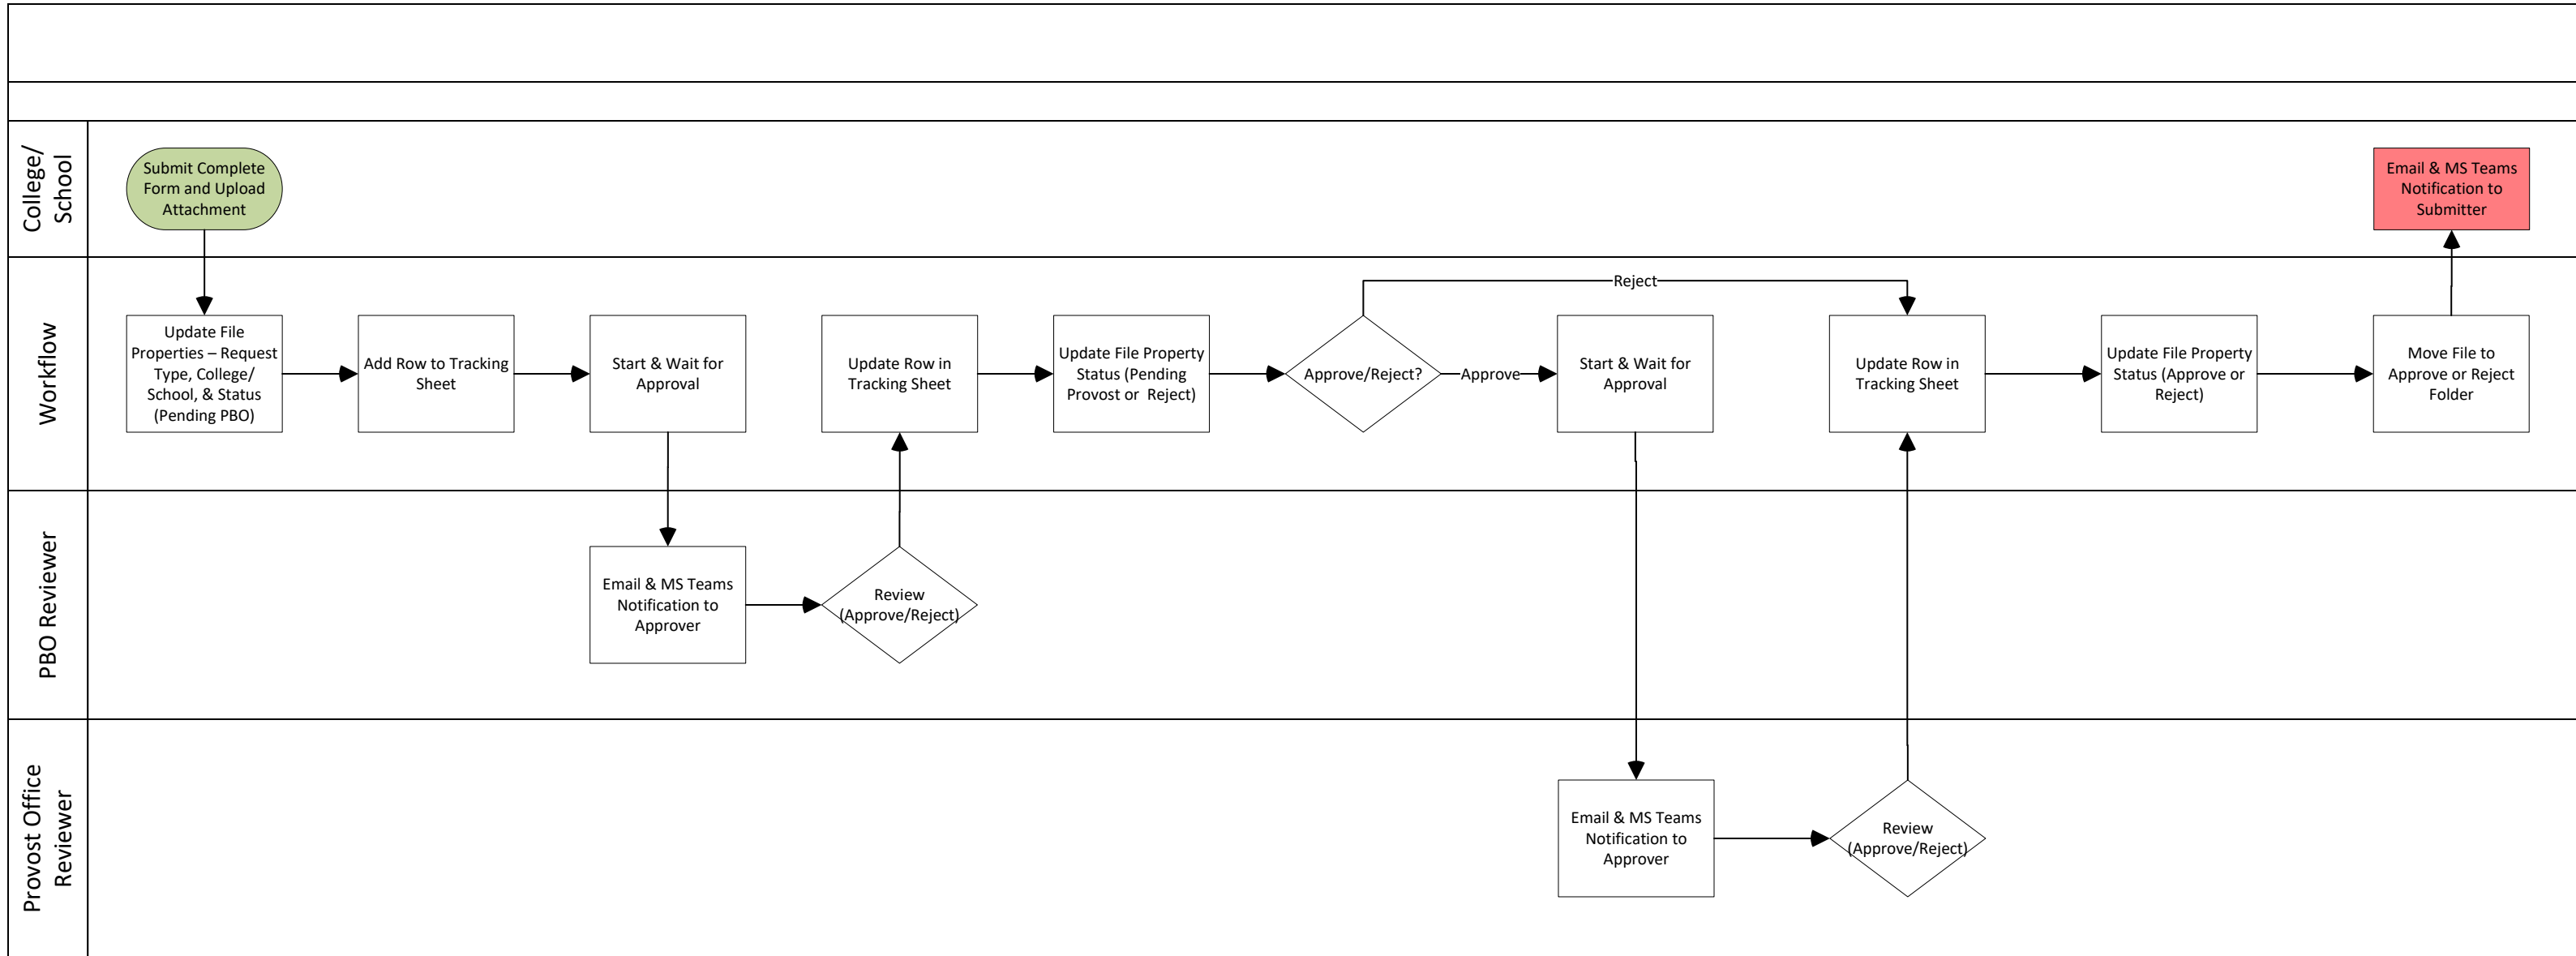 College/
School
Submit Complete
Form and Upload
Attachment
Email & MS Teams
Notification to
Submitter
Workflow
Reject
Update File
Properties – Request
Type, College/
School, & Status
(Pending PBO)
Add Row to Tracking
Sheet
Start & Wait for
Approval
Update Row in
Tracking Sheet
Update File Property
Status (Pending
Provost or  Reject)
Approve/Reject?
Approve
Start & Wait for
Approval
Update Row in
Tracking Sheet
Update File Property
Status (Approve or
Reject)
Move File to
Approve or Reject
Folder
PBO Reviewer
Email & MS Teams
Notification to
Approver
Review
(Approve/Reject)
Provost Office
Reviewer
Email & MS Teams
Notification to
Approver
Review
(Approve/Reject)